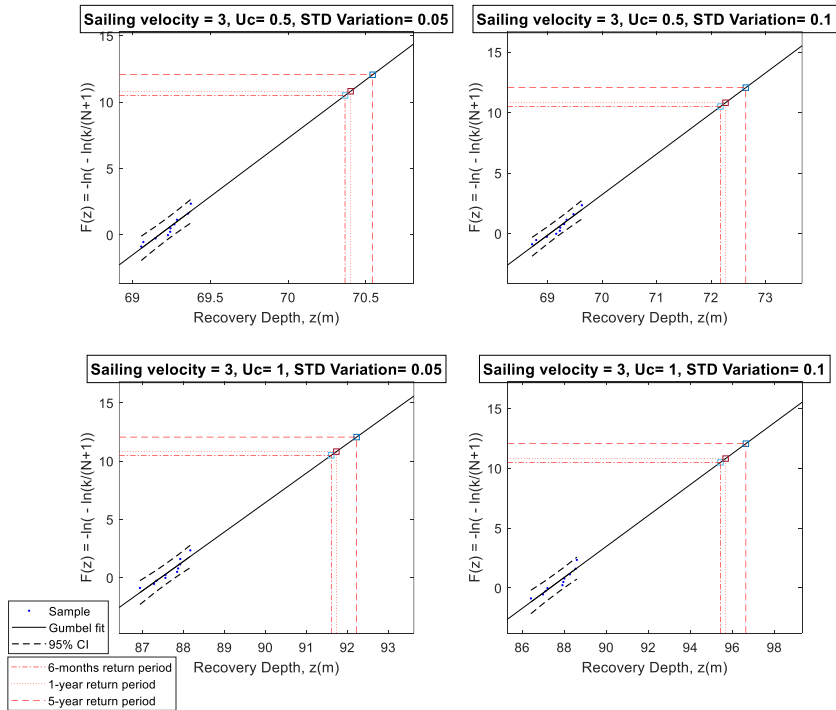 Sailing velocity = 3, Uc= 0.5, STD Variation= 0.05
15
10
5
0
F(z) = -ln( - ln(k/(N+1))
69
69.5
70
70.5
Recovery Depth, z(m)
Sailing velocity = 3, Uc= 0.5, STD Variation= 0.1
15
10
5
0
F(z) = -ln( - ln(k/(N+1))
69
70
71
72
73
Recovery Depth, z(m)
Sailing velocity = 3, Uc= 1, STD Variation= 0.05
15
10
5
0
F(z) = -ln( - ln(k/(N+1))
87
88
89
90
91
92
93
Recovery Depth, z(m)
Sailing velocity = 3, Uc= 1, STD Variation= 0.1
15
10
5
0
F(z) = -ln( - ln(k/(N+1))
86
88
90
92
94
96
98
Recovery Depth, z(m)
Sample
Gumbel fit
95% CI
6-months return period
1-year return period
5-year return period